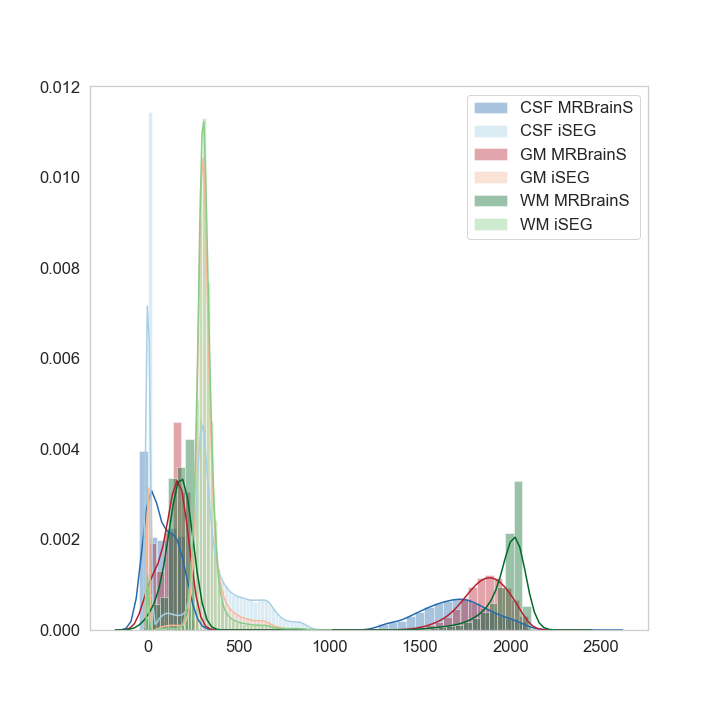 0.012
0.010
0.008
0.006
0.004
0.002
0.000
0
500
1000
1500
2000
2500
CSF MRBrainS
CSF iSEG
GM MRBrainS
GM iSEG
WM MRBrainS
WM iSEG